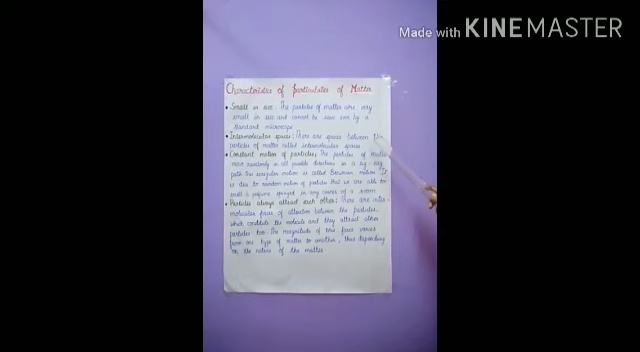 Made with KINEMASTER
Characteristics of particulates of Matter
• Small in size: The particles of matter are very
small in size and cannot be seen even by a
standard microscope
• Intermolecular spaces: There are spaces between the
particles of matter called intermolecular spaces
• Constant motion of particles: The particles of matter
move randomly in all possible directions in a zig-zag
path. This irregular motion is called Brownian motion. It
is due to random motion of particles that we are able to
smell a perfume sprayed in any corner of a room
• Particles always attract each other: There are inter-
molecular forces of attraction between the particles,
which constitute the molecule and they attract other
particles too. The magnitude of this force varies
from one type of matter to another, thus depending
on the nature of the matter